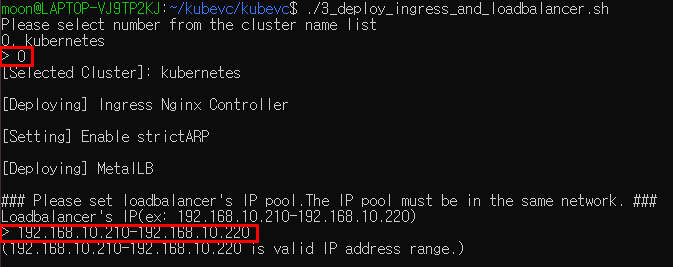 moon@LAPTOP-VJ9TP2KJ:~/kubevc/kubevc$ ./3_deploy_ingress_and_loadbalancer.sh
Please select number from the cluster name list
0. kubernetes
> 0
[Selected Cluster]: kubernetes
[Deploying] Ingress Nginx Controller
[Setting] Enable strictARP
[Deploying] MetalLB
### Please set loadbalancer's IP pool.The IP pool must be in the same network. ###
Loadbalancer's IP(ex: 192.168.10.210-192.168.10.220)
> 192.168.10.210-192.168.10.220
(192.168.10.210-192.168.10.220 is valid IP address range.)